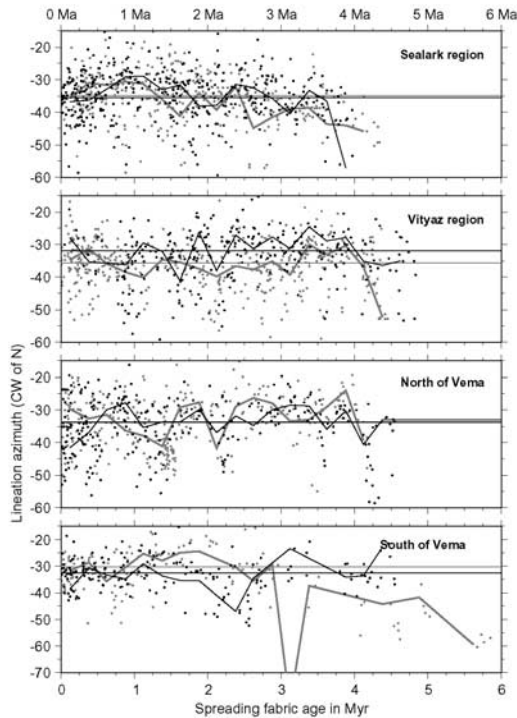 0 Ma 1 Ma 2 Ma 3 Ma 4 Ma 5 Ma 6 Ma
Sealark region
-20
-30
-40
-50
-60
Vityaz region
-20
-30
-40
-50
-60
North of Vema
-20
-30
-40
-50
-60
South of Vema
-20
-30
-40
-50
-60
-70
Lineation azimuth (CW of N)
0 1 2 3 4 5 6
Spreading fabric age in Myr